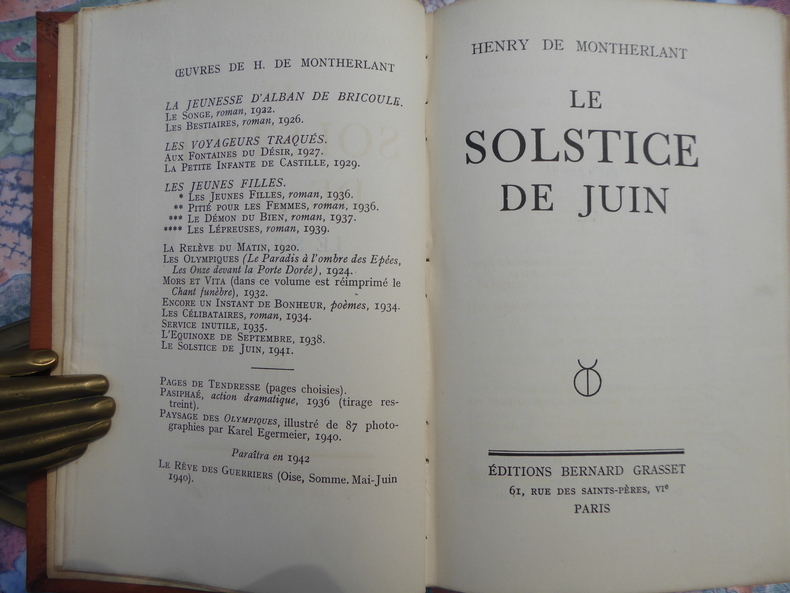 ŒUVRES DE H. DE MONTHERLANT
LA JEUNESSE D'ALBAN DE BRICOULE.
LE SONGE, roman, 1922.
LES BESTIAIRES, roman, 1926.
LES VOYAGEURS TRAQUÉS.
AUX FONTAINES DU DÉSIR, 1927.
LA PETITE INFANTE DE CASTILLE, 1929.
LES JEUNES FILLES.
* LES JEUNES FILLES, roman, 1936.
** PITIÉ POUR LES FEMMES, roman, 1936.
*** LE DÉMON DU BIEN, roman, 1937.
**** LES LÉPREUSES, roman, 1939.
LA RELÈVE DU MATIN, 1920.
LES OLYMPIQUES (Le Paradis à l'ombre des Epées,
Les Onze devant la Porte Dorée), 1924.
MORS ET VITA (dans ce volume est réimprimé le
Chant funèbre), 1932.
ENCORE UN INSTANT DE BONHEUR, poèmes, 1934.
LES CÉLIBATAIRES, roman, 1934.
SERVICE INUTILE, 1935.
L'EQUINOXE DE SEPTEMBRE, 1938.
LE SOLSTICE DE JUIN, 1941.
PAGES DE TENDRESSE (pages choisies).
PASIPHAÉ, action dramatique, 1936 (tirage res-
treint).
PAYSAGE DES OLYMPIQUES, illustré de 87 photo-
graphies par Karel Egermeier, 1940.
Paraîtra en 1942
LE RÊVE DES GUERRIERS (Oise, Somme. Mai-Juin
1940).
HENRY DE MONTHERLANT
LE
SOLSTICE
DE JUIN
ÉDITIONS BERNARD GRASSET
61, RUE DES SAINTS-PÈRES, VIe
PARIS